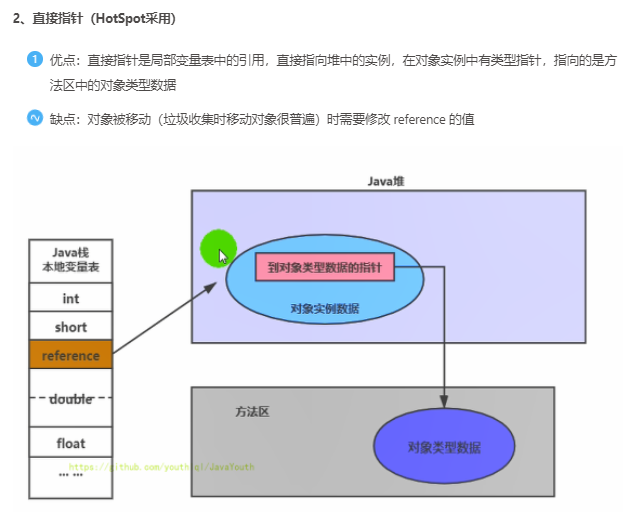 2、直接指针（HotSpot采用）
1 优点：直接指针是局部变量表中的引用，直接指向堆中的实例，在对象实例中有类型指针，指向的是方
法区中的对象类型数据
2 缺点：对象被移动（垃圾收集时移动对象很普遍）时需要修改 reference 的值
Java堆
Java栈
本地变量表
int
short
reference
double
float
... ...
到对象类型数据的指针
对象实例数据
方法区
对象类型数据
https://github.com/youthlql/JavaYouth